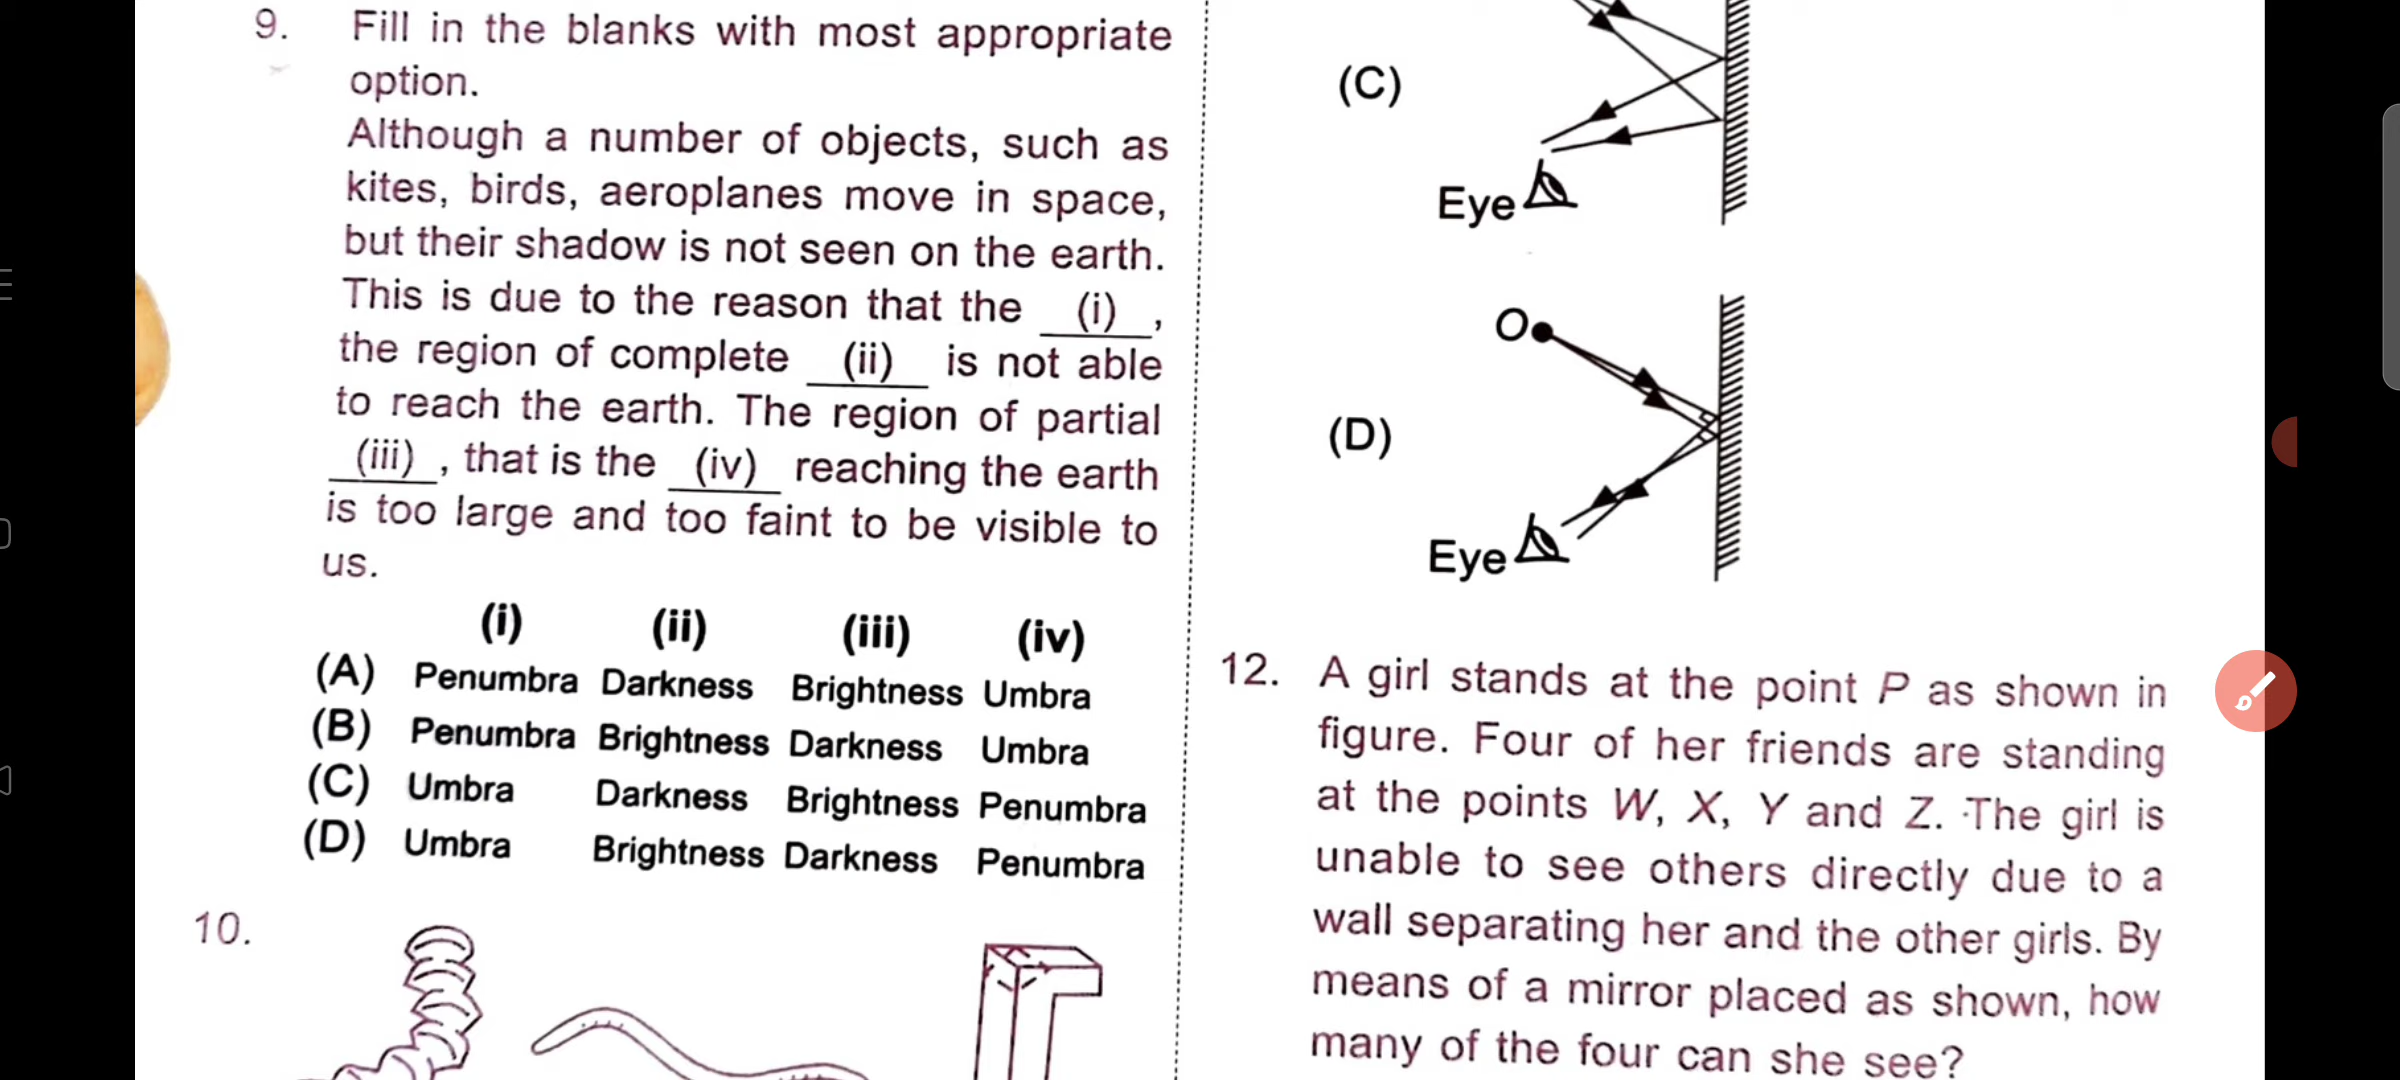 9. Fill in the blanks with most appropriate
option.
Although a number of objects, such as
kites, birds, aeroplanes move in space,
but their shadow is not seen on the earth.
This is due to the reason that the (i) ,
the region of complete (ii) is not able
to reach the earth. The region of partial
(iii) , that is the (iv) reaching the earth
is too large and too faint to be visible to
us.
(i) (ii) (iii) (iv)
(A) Penumbra Darkness Brightness Umbra
(B) Penumbra Brightness Darkness Umbra
(C) Umbra Darkness Brightness Penumbra
(D) Umbra Brightness Darkness Penumbra
10.
(C)
Eye
O
(D)
Eye
12. A girl stands at the point P as shown in
figure. Four of her friends are standing
at the points W, X, Y and Z. The girl is
unable to see others directly due to a
wall separating her and the other girls. By
means of a mirror placed as shown, how
many of the four can she see?